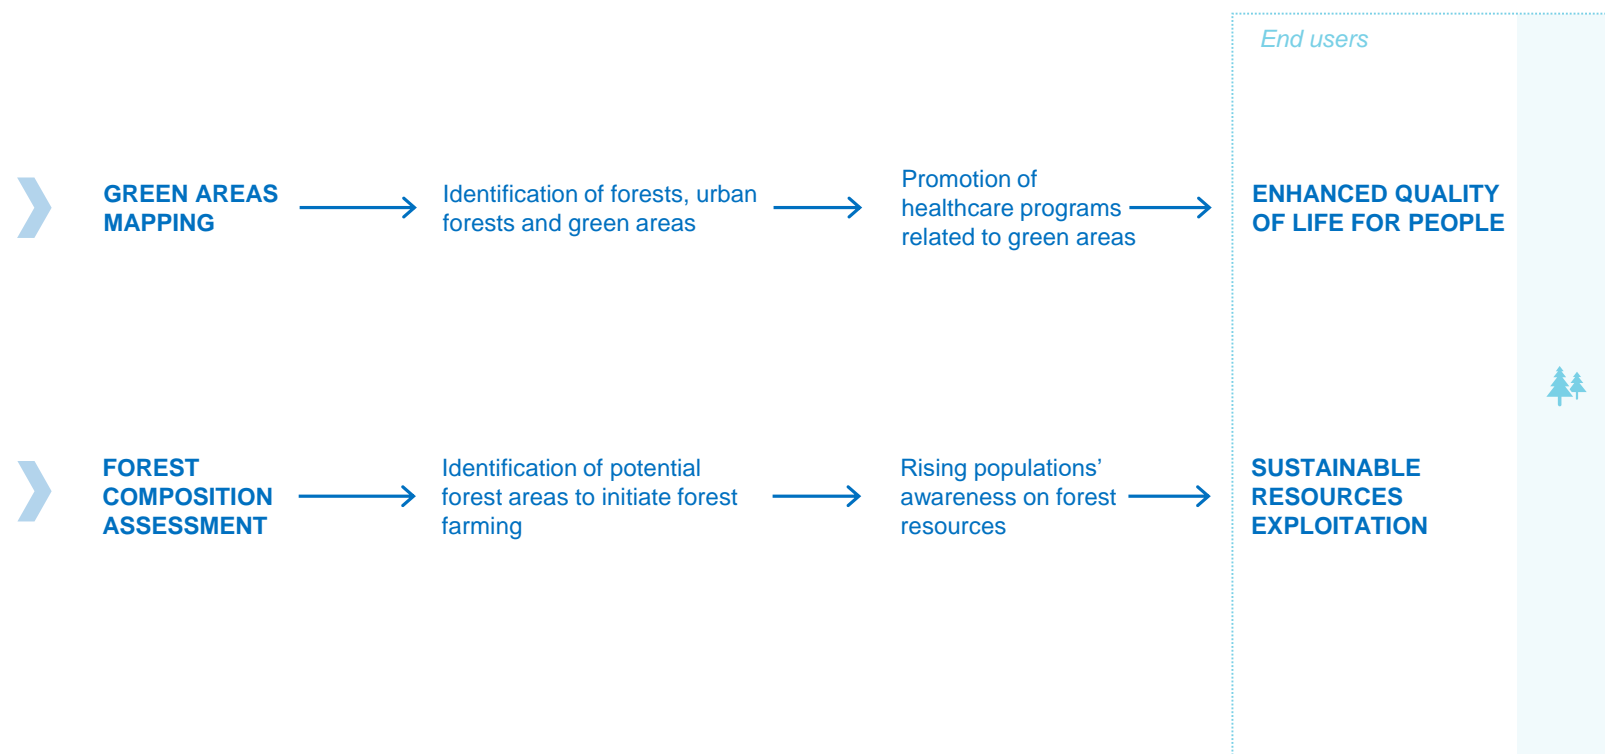 End users
GREEN AREAS
MAPPING
Identification of forests, urban
forests and green areas
Promotion of
healthcare programs
related to green areas
ENHANCED QUALITY
OF LIFE FOR PEOPLE
FOREST
COMPOSITION
ASSESSMENT
Identification of potential
forest areas to initiate forest
farming
Rising populations’
awareness on forest
resources
SUSTAINABLE
RESOURCES
EXPLOITATION